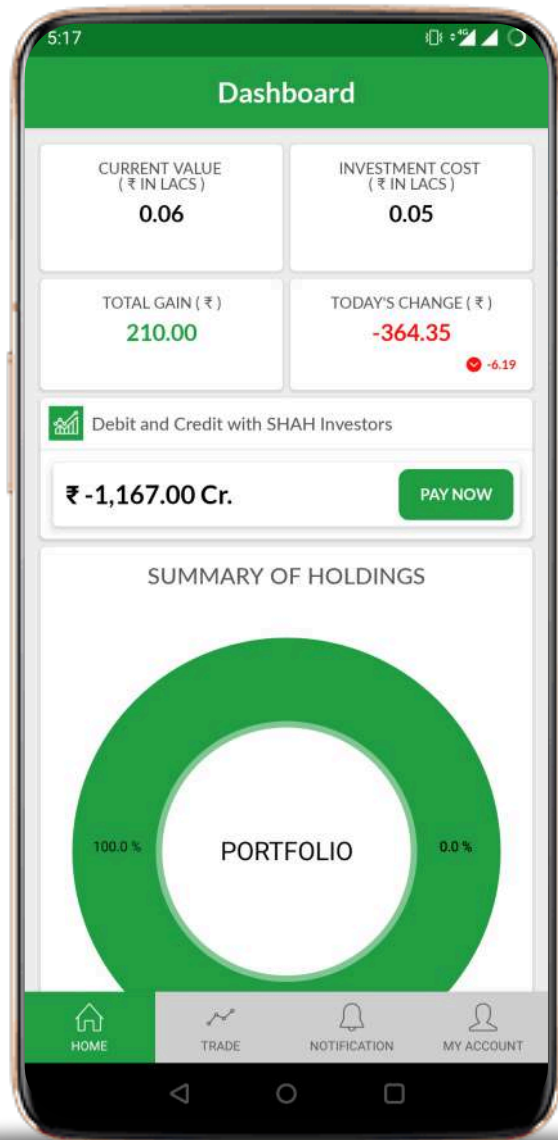 5:17
4G
Dashboard
CURRENT VALUE
( ₹ IN LACS )
0.06
INVESTMENT COST
( ₹ IN LACS )
0.05
TOTAL GAIN ( ₹ )
210.00
TODAY'S CHANGE ( ₹ )
-364.35
-6.19
Debit and Credit with SHAH Investors
₹ -1,167.00 Cr.
PAY NOW
SUMMARY OF HOLDINGS
100.0 %
PORTFOLIO
0.0 %
HOME
TRADE
NOTIFICATION
MY ACCOUNT